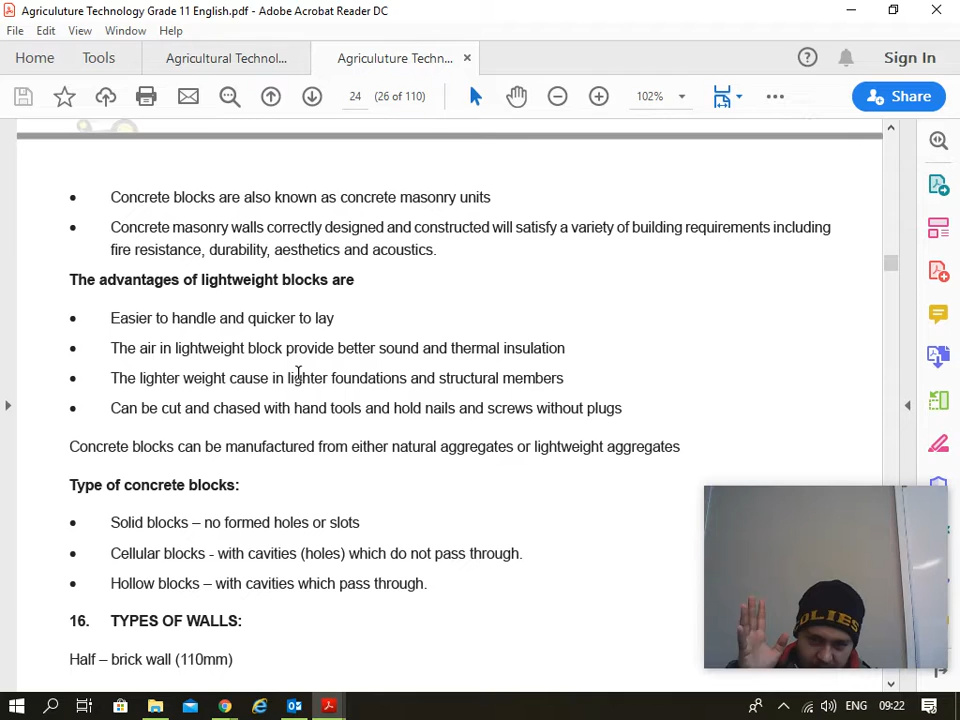 Agriculuture Technology Grade 11 English.pdf - Adobe Acrobat Reader DC
File Edit View Window Help
Home Tools Agricultural Technol... Agriculuture Techn... Sign In
24 (26 of 110) 102% Share
• Concrete blocks are also known as concrete masonry units
• Concrete masonry walls correctly designed and constructed will satisfy a variety of building requirements including
fire resistance, durability, aesthetics and acoustics.
The advantages of lightweight blocks are
• Easier to handle and quicker to lay
• The air in lightweight block provide better sound and thermal insulation
• The lighter weight cause in lighter foundations and structural members
• Can be cut and chased with hand tools and hold nails and screws without plugs
Concrete blocks can be manufactured from either natural aggregates or lightweight aggregates
Type of concrete blocks:
• Solid blocks – no formed holes or slots
• Cellular blocks - with cavities (holes) which do not pass through.
• Hollow blocks – with cavities which pass through.
16. TYPES OF WALLS:
Half – brick wall (110mm)
OLIES
ENG 09:22